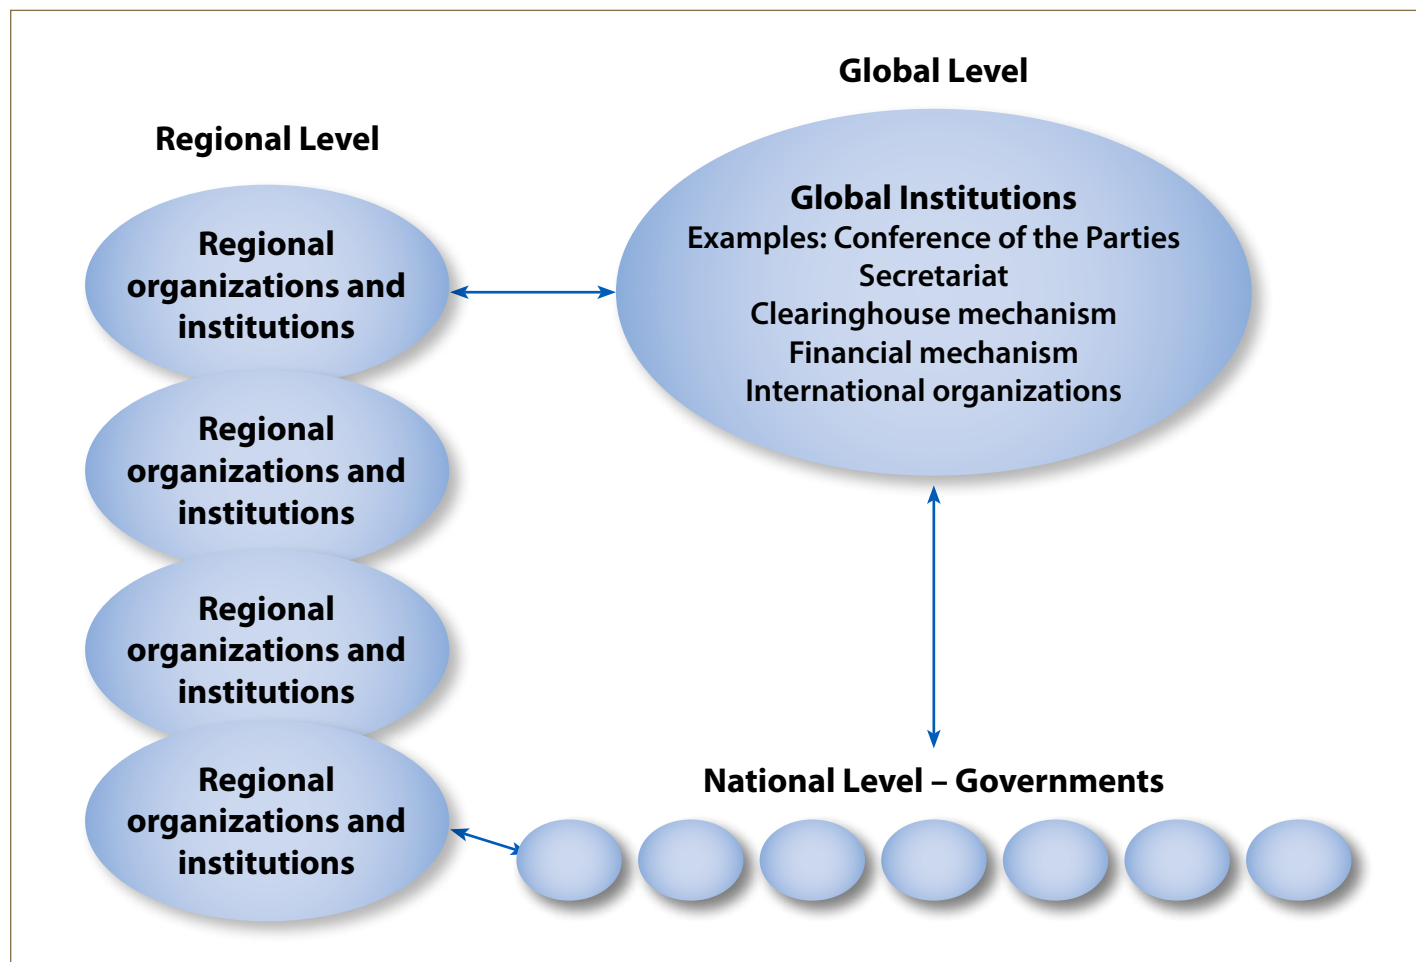 Global Level
Regional Level
Global Institutions
Examples: Conference of the Parties
Secretariat
Clearinghouse mechanism
Financial mechanism
International organizations
Regional
organizations and
institutions
Regional
organizations and
institutions
Regional
organizations and
institutions
Regional
organizations and
institutions
National Level – Governments